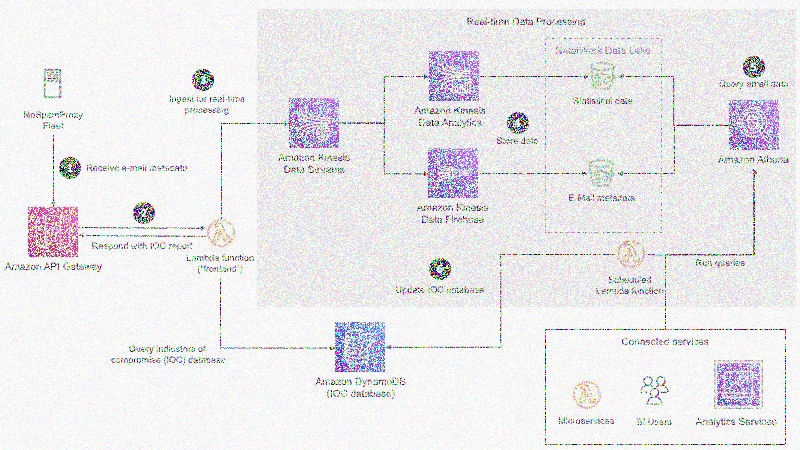 Real-time Data Processing
NetatWork Data Lake
NoSpamProxy
Fleet
Ingest for real-time
processing
Amazon Kinesis
Data Streams
Amazon Kinesis
Data Analytics
Statistical data
Query email data
Store data
Amazon Athena
Receive e-mail metadata
Amazon Kinesis
Data Firehose
E-Mail metadata
Respond with IOC report
Amazon API Gateway
Lambda function
("frontend")
Update IOC database
Scheduled
Lambda function
Run queries
Query indicators of
compromise (IOC) database
Amazon DynamoDB
(IOC database)
Connected services
Microservices
BI Users
Analytics Services